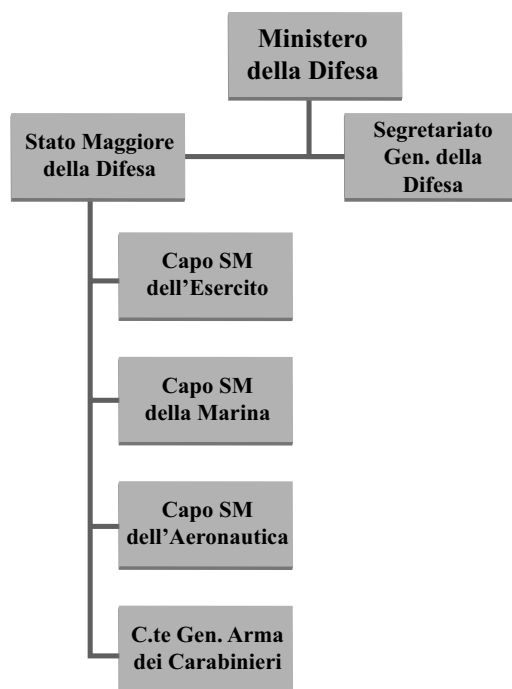 Ministero
della Difesa
Stato Maggiore
della Difesa
Segretariato
Gen. della
Difesa
Capo SM
dell’Esercito
Capo SM
della Marina
Capo SM
dell’Aeronautica
C.te Gen. Arma
dei Carabinieri